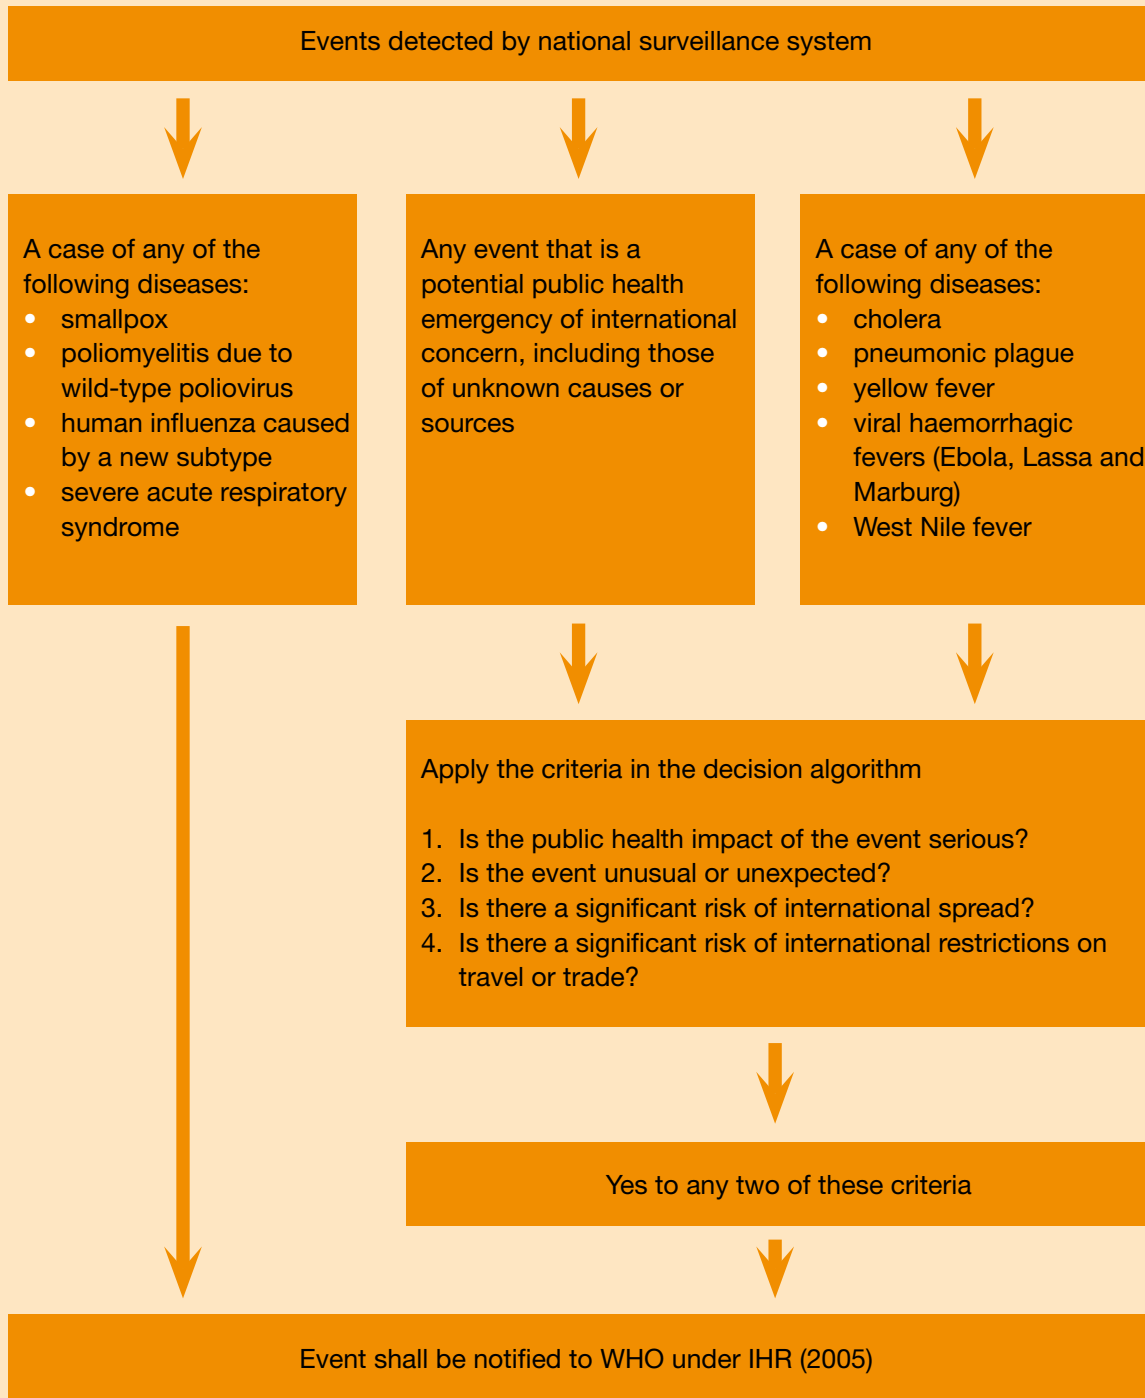 Events detected by national surveillance system
A case of any of the
following diseases:
• smallpox
• poliomyelitis due to
wild-type poliovirus
• human influenza caused
by a new subtype
• severe acute respiratory
syndrome
Any event that is a
potential public health
emergency of international
concern, including those
of unknown causes or
sources
A case of any of the
following diseases:
• cholera
• pneumonic plague
• yellow fever
• viral haemorrhagic
fevers (Ebola, Lassa and
Marburg)
• West Nile fever
Apply the criteria in the decision algorithm
1. Is the public health impact of the event serious?
2. Is the event unusual or unexpected?
3. Is there a significant risk of international spread?
4. Is there a significant risk of international restrictions on
travel or trade?
Yes to any two of these criteria
Event shall be notified to WHO under IHR (2005)